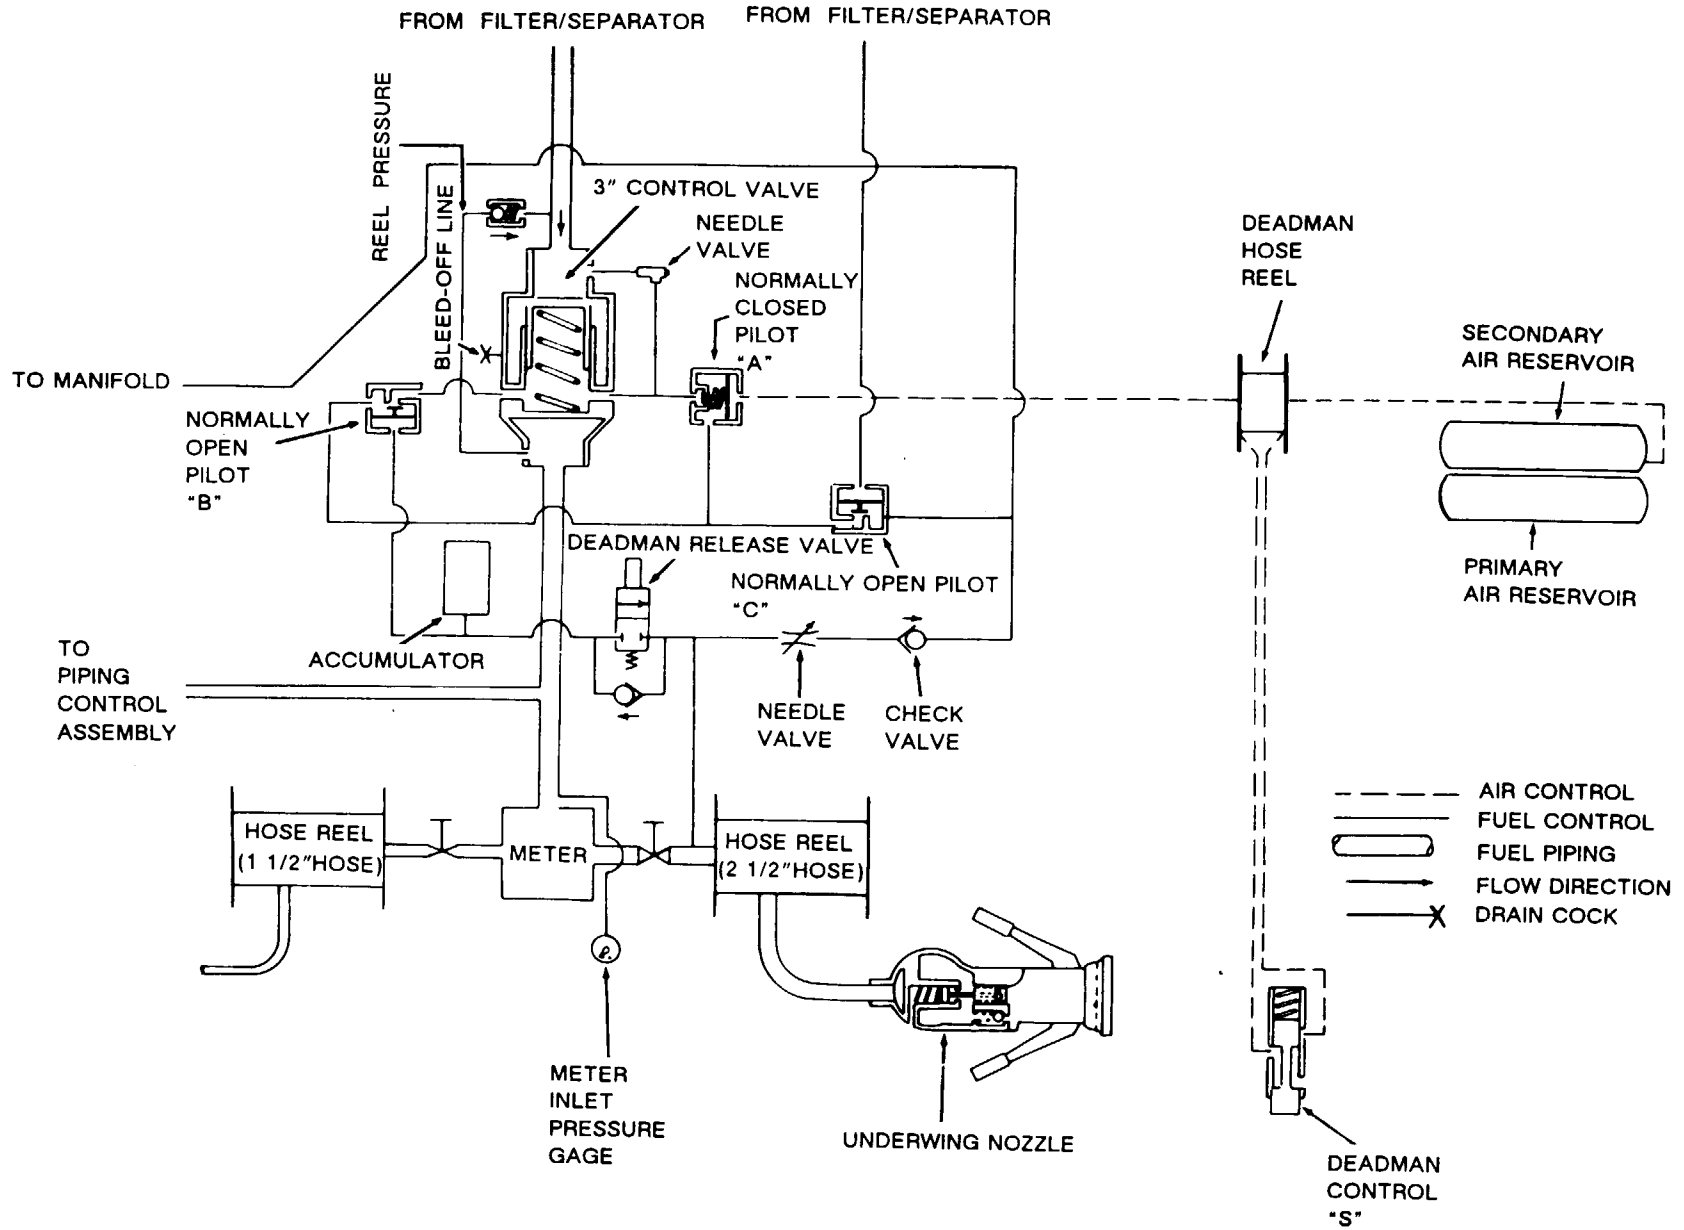 FROM FILTER/SEPARATOR
FROM FILTER/SEPARATOR
REEL PRESSURE
BLEED-OFF LINE
3" CONTROL VALVE
NEEDLE
VALVE
NORMALLY
CLOSED
PILOT
"A"
DEADMAN
HOSE
REEL
SECONDARY
AIR RESERVOIR
TO MANIFOLD
NORMALLY
OPEN
PILOT
"B"
DEADMAN RELEASE VALVE
NORMALLY OPEN PILOT
"C"
PRIMARY
AIR RESERVOIR
TO
PIPING
CONTROL
ASSEMBLY
ACCUMULATOR
NEEDLE
VALVE
CHECK
VALVE
HOSE REEL
(1 1/2"HOSE)
METER
HOSE REEL
(2 1/2"HOSE)
AIR CONTROL
FUEL CONTROL
FUEL PIPING
FLOW DIRECTION
DRAIN COCK
METER
INLET
PRESSURE
GAGE
UNDERWING NOZZLE
DEADMAN
CONTROL
"S"